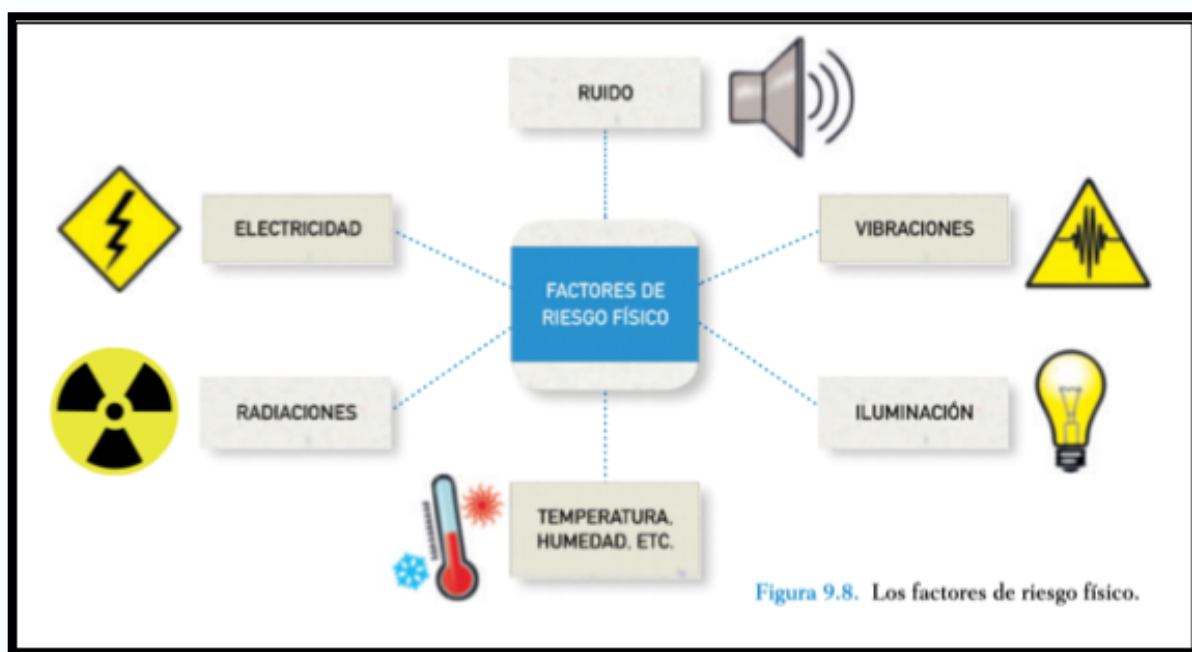 RUIDO
ELECTRICIDAD
VIBRACIONES
FACTORES DE
RIESGO FÍSICO
RADIACIONES
ILUMINACIÓN
TEMPERATURA,
HUMEDAD, ETC.
Figura 9.8. Los factores de riesgo físico.